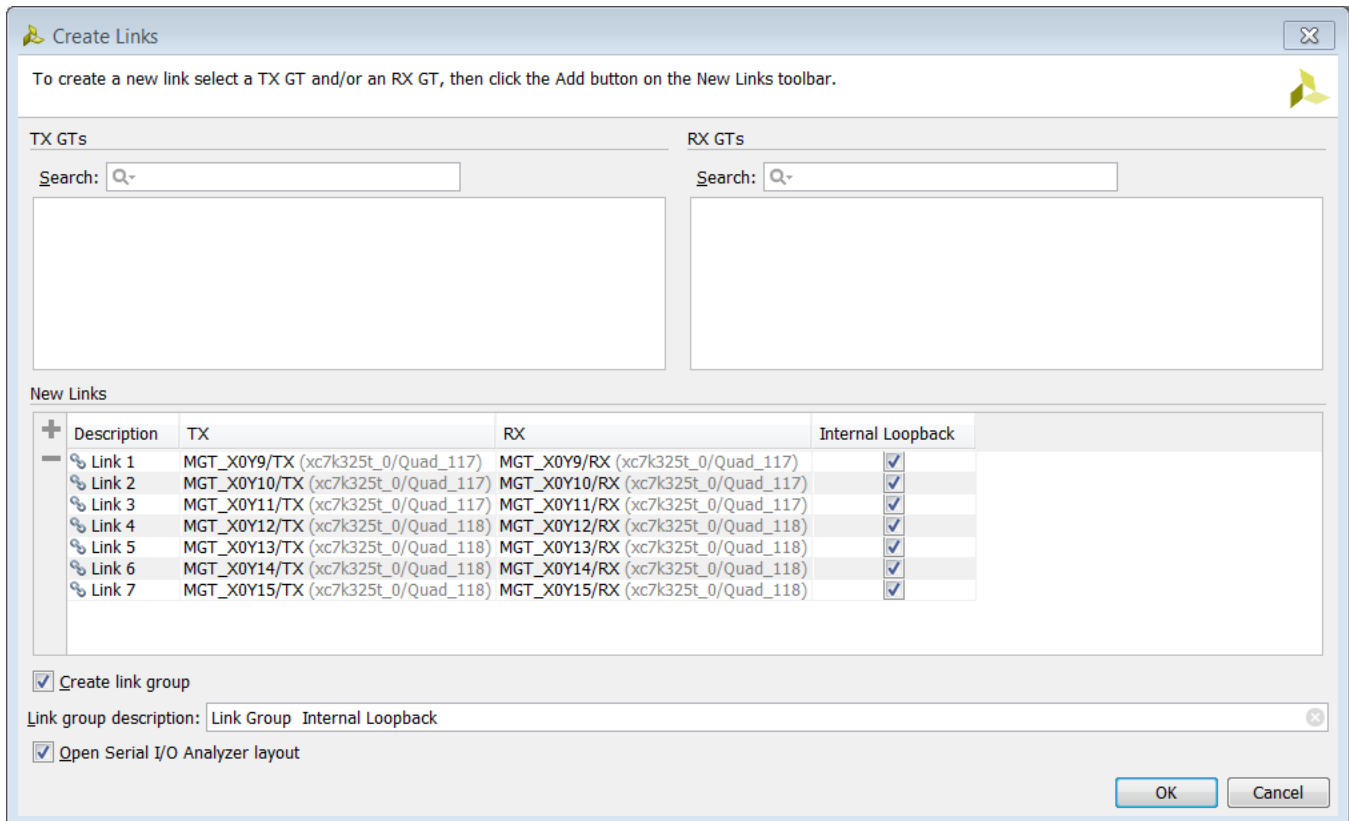 Create Links
To create a new link select a TX GT and/or an RX GT, then click the Add button on the New Links toolbar.
TX GTs
RX GTs
Search:
Search:
New Links
Description TX RX Internal Loopback
Link 1 MGT_X0Y9/TX (xc7k325t_0/Quad_117) MGT_X0Y9/RX (xc7k325t_0/Quad_117)
Link 2 MGT_X0Y10/TX (xc7k325t_0/Quad_117) MGT_X0Y10/RX (xc7k325t_0/Quad_117)
Link 3 MGT_X0Y11/TX (xc7k325t_0/Quad_117) MGT_X0Y11/RX (xc7k325t_0/Quad_117)
Link 4 MGT_X0Y12/TX (xc7k325t_0/Quad_118) MGT_X0Y12/RX (xc7k325t_0/Quad_118)
Link 5 MGT_X0Y13/TX (xc7k325t_0/Quad_118) MGT_X0Y13/RX (xc7k325t_0/Quad_118)
Link 6 MGT_X0Y14/TX (xc7k325t_0/Quad_118) MGT_X0Y14/RX (xc7k325t_0/Quad_118)
Link 7 MGT_X0Y15/TX (xc7k325t_0/Quad_118) MGT_X0Y15/RX (xc7k325t_0/Quad_118)
Create link group
Link group description: Link Group  Internal Loopback
Open Serial I/O Analyzer layout
OK Cancel